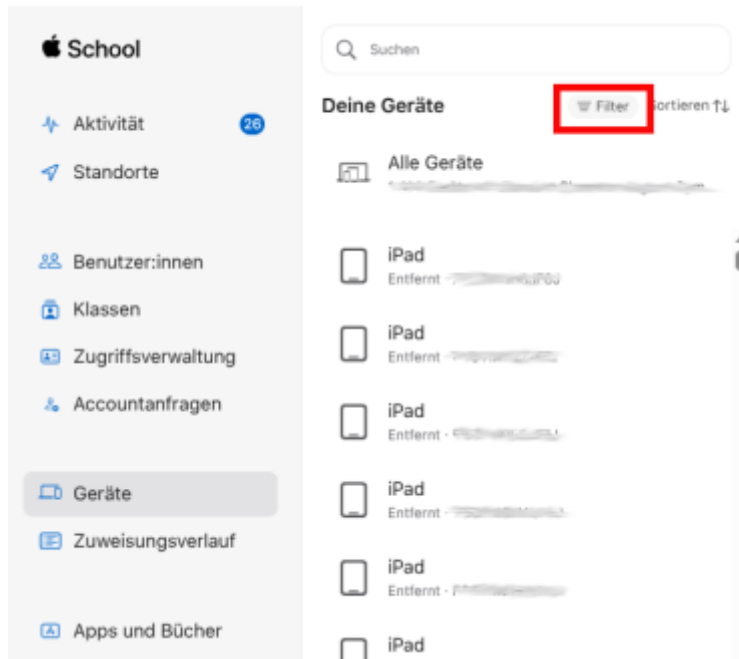 School
Aktivität
26
Standorte
Benutzer:innen
Klassen
Zugriffsverwaltung
Accountanfragen
Geräte
Zuweisungsverlauf
Apps und Bücher
Suchen
Deine Geräte
Filter
Sortieren ↑↓
Alle Geräte
iPad
Entfernt ·
iPad
Entfernt ·
iPad
Entfernt ·
iPad
Entfernt ·
iPad
Entfernt ·
iPad